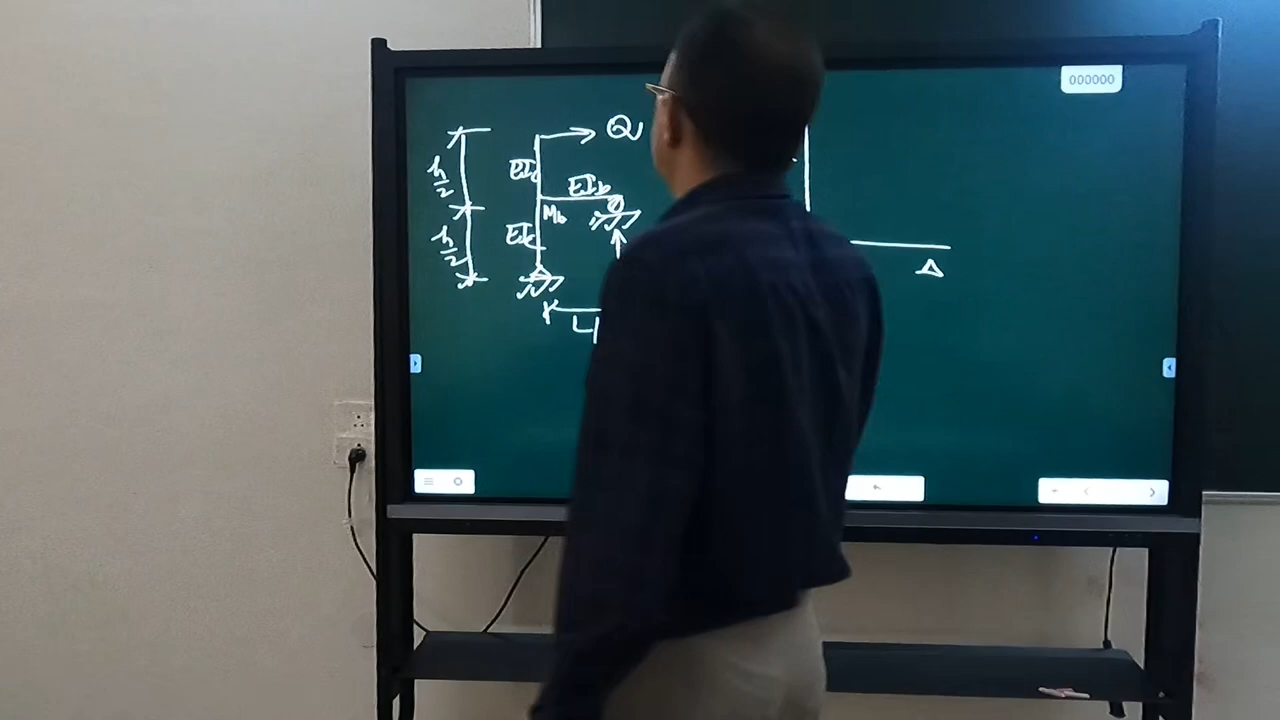 000000
Q
h/2
EIc
EIb
Mb
h/2
EIc
L
Δ